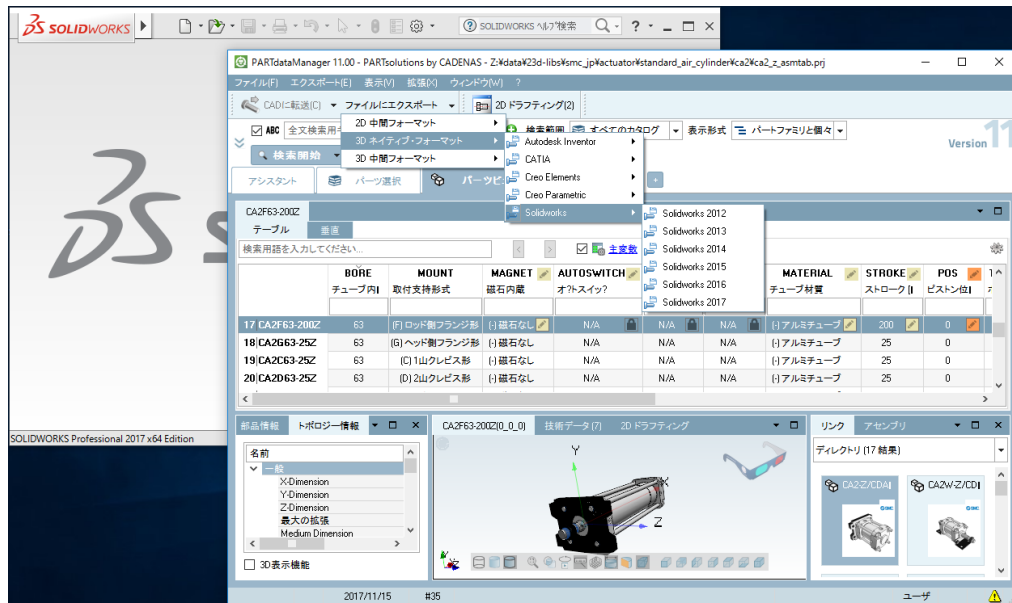 SOLIDWORKS
SOLIDWORKS ヘルプ検索
PARTdataManager 11.00 - PARTsolutions by CADENAS - Z:¥data¥23d-libs¥smc_jp¥actuator¥standard_air_cylinder¥ca2¥ca2_z_asmtab.prj
ファイル(F) エクスポート(E) 表示(V) 拡張(X) ウィンドウ(W) ?
CADに転送(C) ファイルにエクスポート 2D ドラフティング(2)
ABC 全文検索用 検索範囲 すべてのカタログ 表示形式 パートファミリと個々
検索開始
Version 11
2D 中間フォーマット
3D ネイティブ・フォーマット
3D 中間フォーマット
Autodesk Inventor
CATIA
Creo Elements
Creo Parametric
Solidworks
Solidworks 2012
Solidworks 2013
Solidworks 2014
Solidworks 2015
Solidworks 2016
Solidworks 2017
アシスタント パーツ選択 パーツビ
CA2F63-200Z
テーブル 垂直
検索用語を入力してください... 主変数
BORE MOUNT MAGNET AUTOSWITCH MATERIAL STROKE POS
チューブ内 取付支持形式 磁石内蔵 オ?トスイッ? チューブ材質 ストローク ピストン位
17 CA2F63-200Z 63 (F) ロッド側フランジ形 (-) 磁石なし N/A N/A N/A (-) アルミチューブ 200 0
18 CA2G63-25Z 63 (G) ヘッド側フランジ形 (-) 磁石なし N/A N/A N/A (-) アルミチューブ 25 0
19 CA2C63-25Z 63 (C) 1山クレビス形 (-) 磁石なし N/A N/A N/A (-) アルミチューブ 25 0
20 CA2D63-25Z 63 (D) 2山クレビス形 (-) 磁石なし N/A N/A N/A (-) アルミチューブ 25 0
SOLIDWORKS Professional 2017 x64 Edition
部品情報 トポロジー情報
名前
一般
X-Dimension
Y-Dimension
Z-Dimension
最大の拡張
Medium Dimension
3D表示機能
CA2F63-200Z(0_0_0) 技術データ (7) 2D ドラフティング
Y
X
Z
リンク アセンブリ
ディレクトリ (17 結果)
CA2-Z/CDA CA2W-Z/CD
2017/11/15 #35 ユーザ